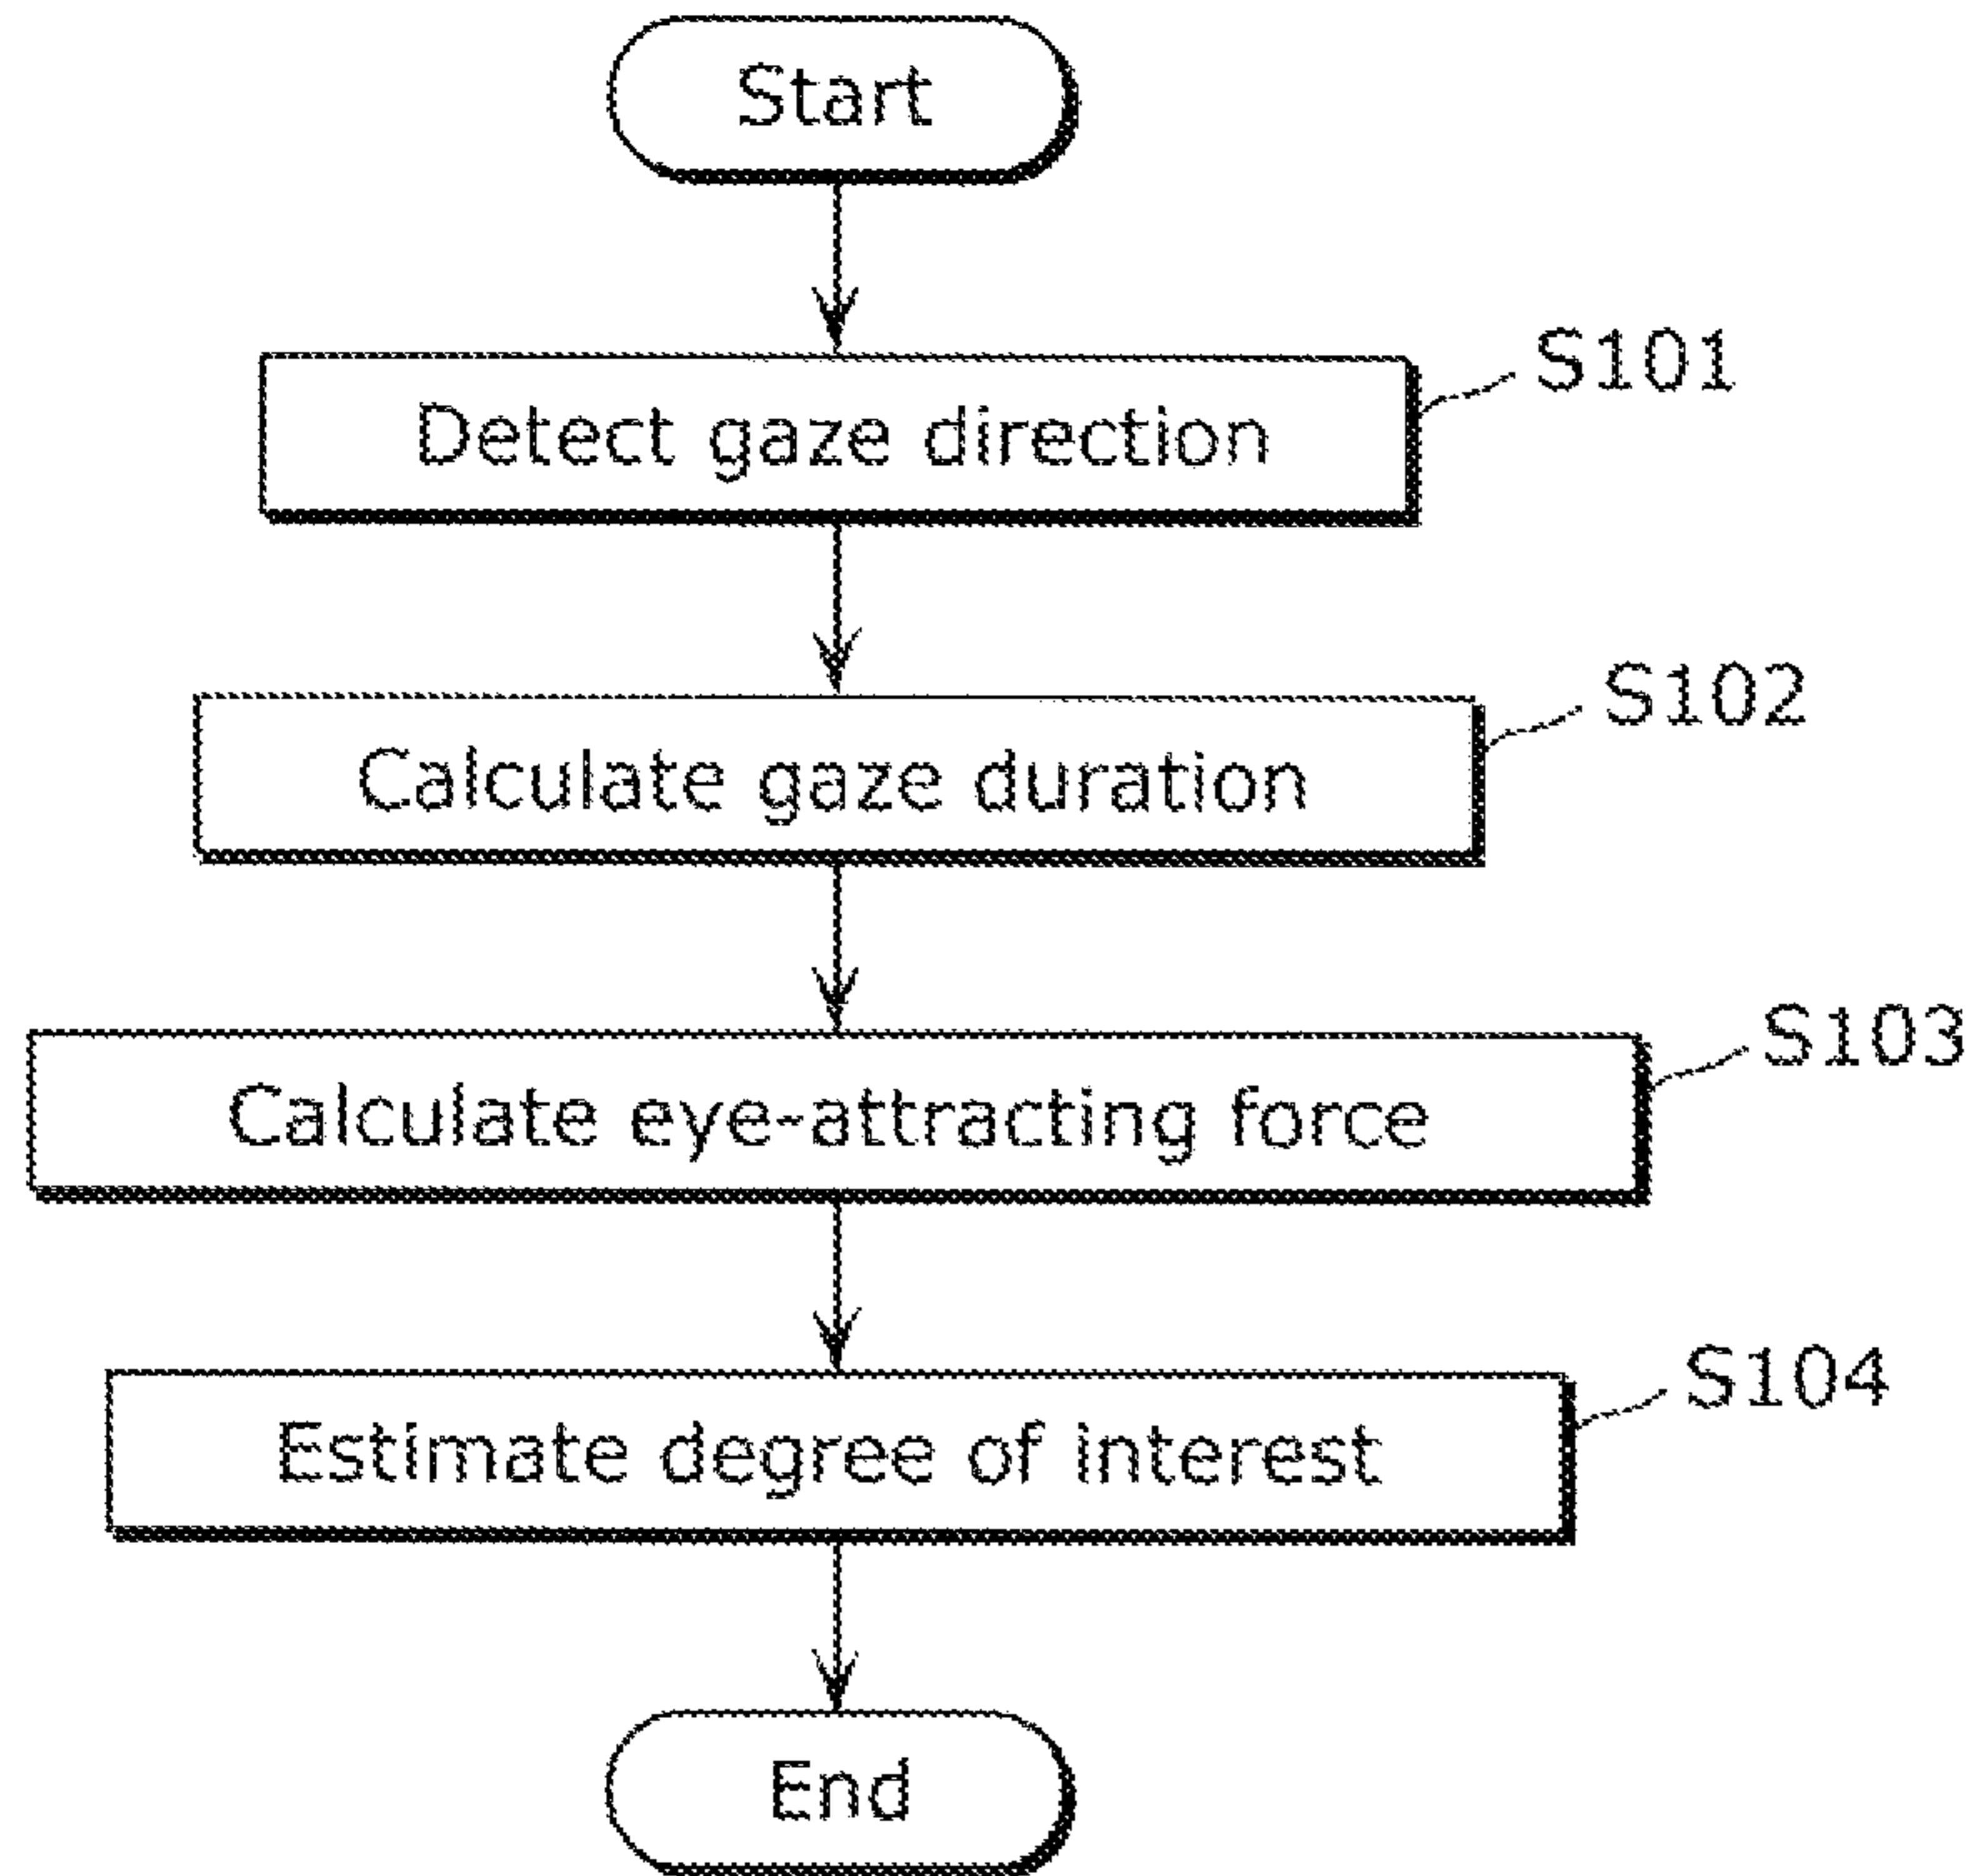 Start
S101
Detect gaze direction
S102
Calculate gaze duration
S103
Calculate eye-attracting force
S104
Estimate degree of interest
End